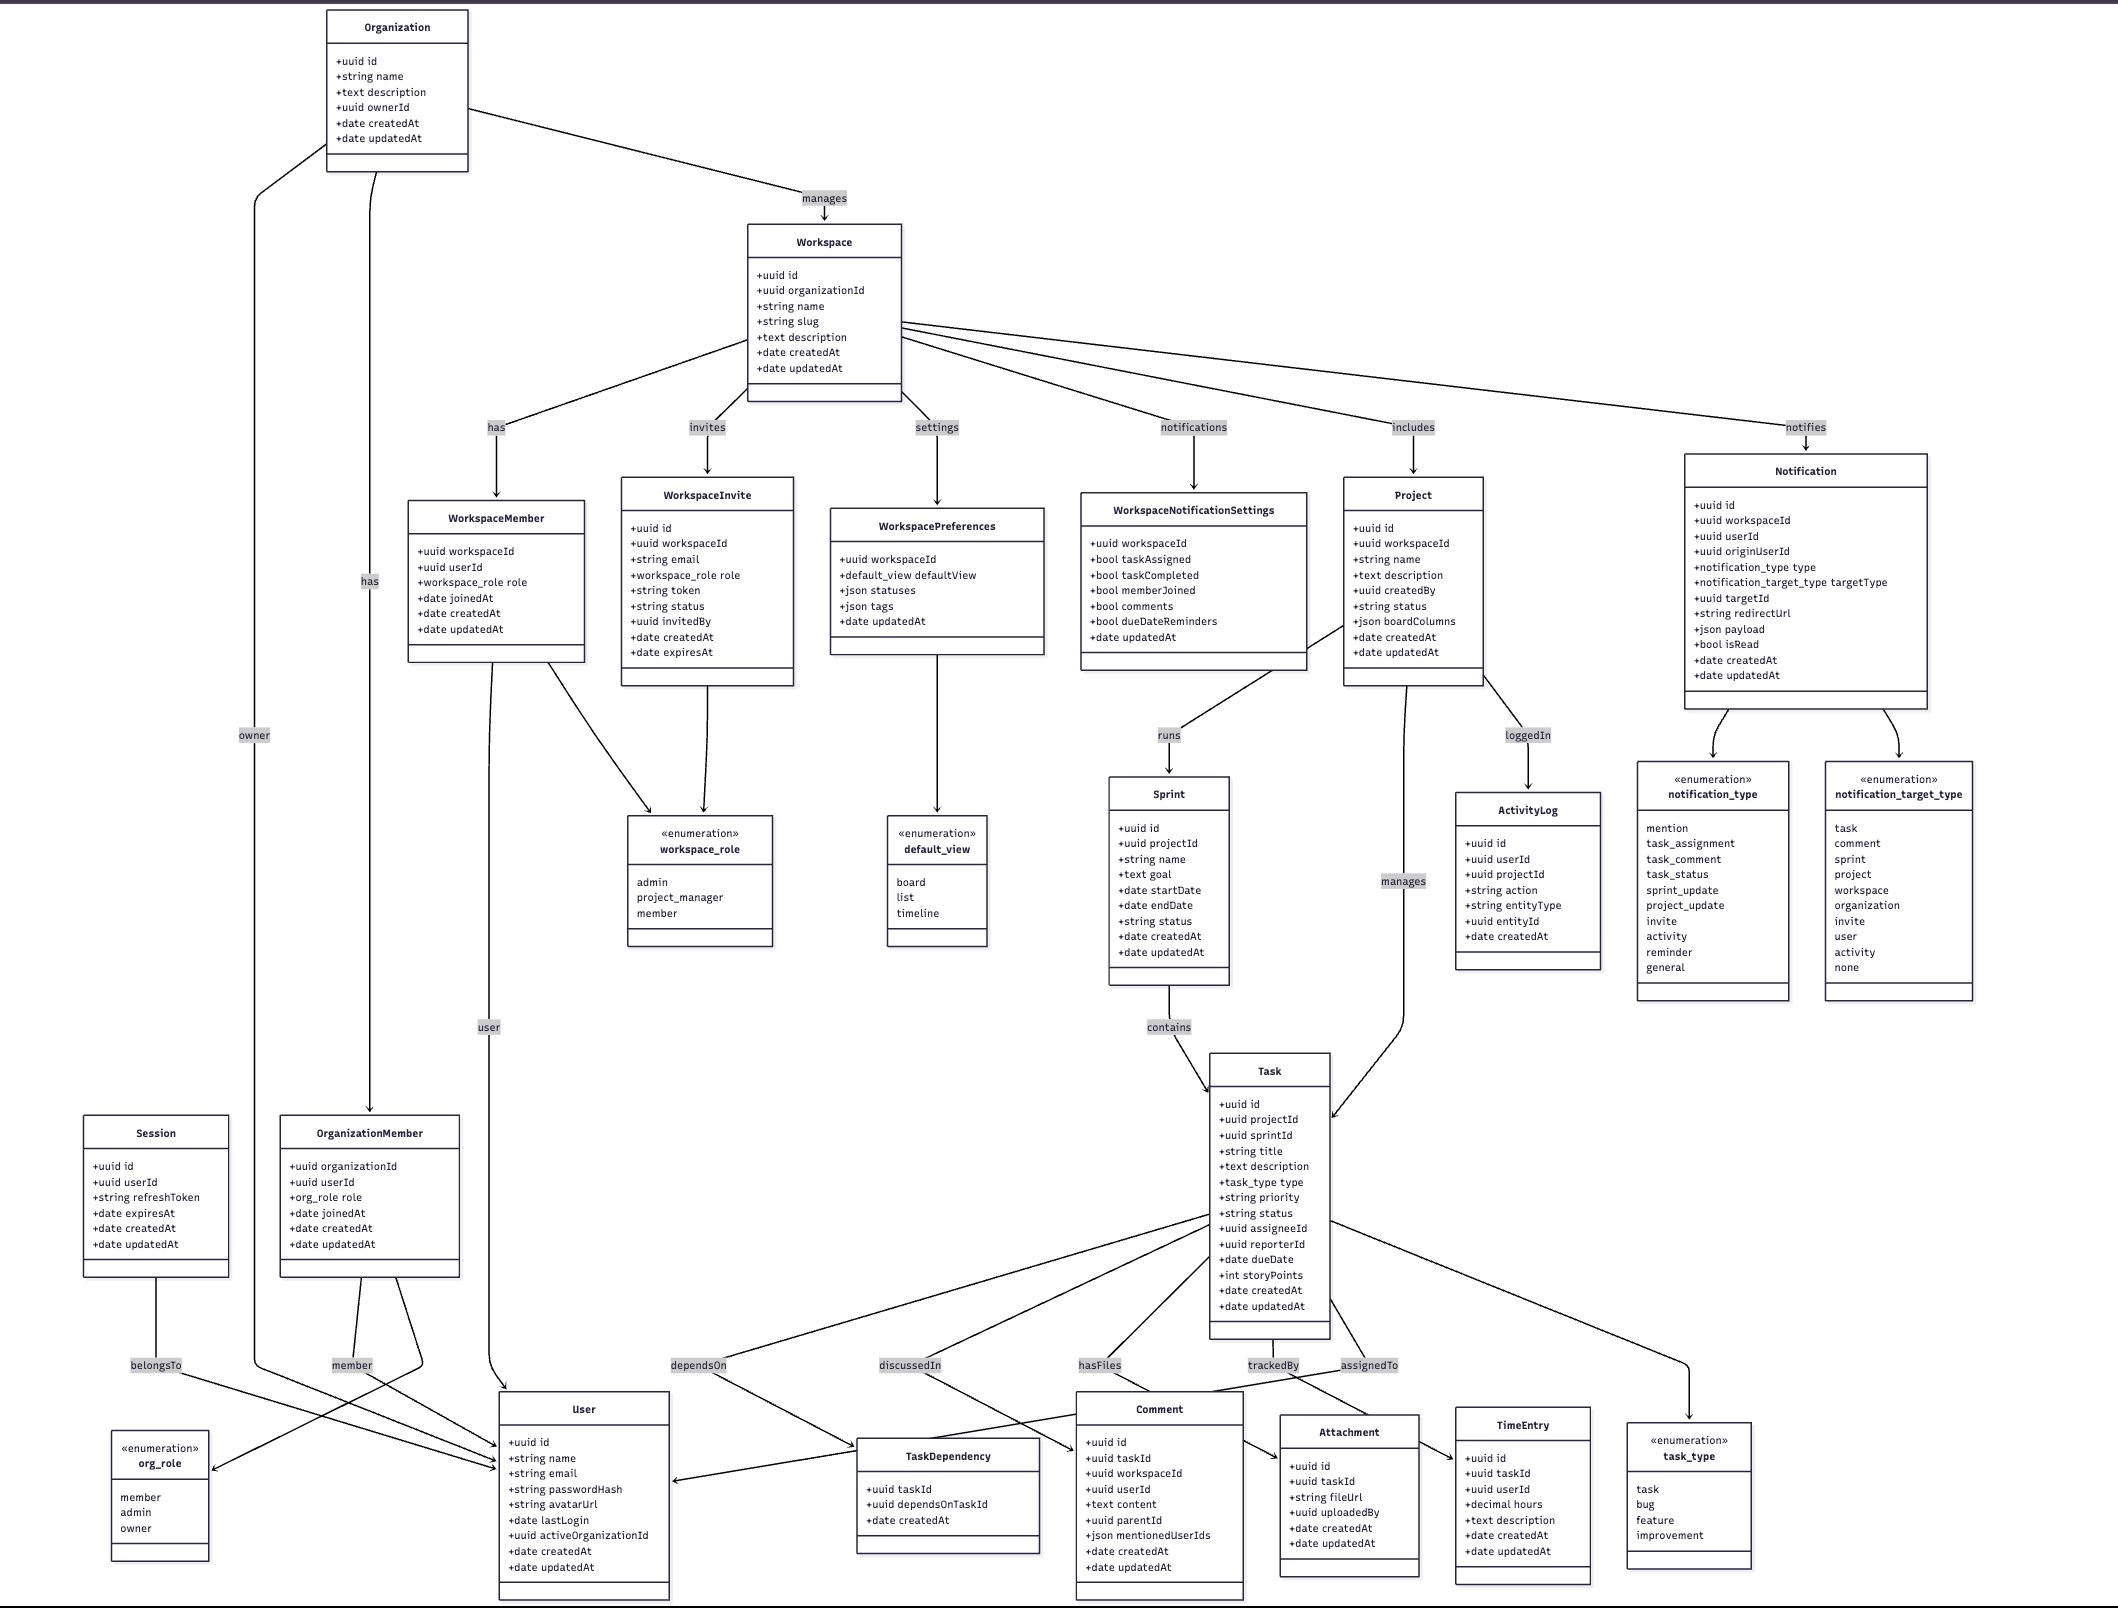 Organization
+uuid id
+string name
+text description
+uuid ownerId
+date createdAt
+date updatedAt
manages
Workspace
+uuid id
+uuid organizationId
+string name
+string slug
+text description
+date createdAt
+date updatedAt
has
invites
settings
notifications
includes
notifies
WorkspaceMember
+uuid workspaceId
+uuid userId
+workspace_role role
+date joinedAt
+date createdAt
+date updatedAt
WorkspaceInvite
+uuid id
+uuid workspaceId
+string email
+workspace_role role
+string token
+string status
+uuid invitedBy
+date createdAt
+date expiresAt
WorkspacePreferences
+uuid workspaceId
+default_view defaultView
+json statuses
+json tags
+date updatedAt
WorkspaceNotificationSettings
+uuid workspaceId
+bool taskAssigned
+bool taskCompleted
+bool memberJoined
+bool comments
+bool dueDateReminders
+date updatedAt
Project
+uuid id
+uuid workspaceId
+string name
+text description
+uuid createdBy
+string status
+json boardColumns
+date createdAt
+date updatedAt
Notification
+uuid id
+uuid workspaceId
+uuid userId
+uuid originUserId
+notification_type type
+notification_target_type targetType
+uuid targetId
+string redirectUrl
+json payload
+bool isRead
+date createdAt
+date updatedAt
has
owner
runs
loggedIn
«enumeration»
workspace_role
admin
project_manager
member
«enumeration»
default_view
board
list
timeline
Sprint
+uuid id
+uuid projectId
+string name
+text goal
+date startDate
+date endDate
+string status
+date createdAt
+date updatedAt
manages
ActivityLog
+uuid id
+uuid userId
+uuid projectId
+string action
+string entityType
+uuid entityId
+date createdAt
«enumeration»
notification_type
mention
task_assignment
task_comment
task_status
sprint_update
project_update
invite
activity
reminder
general
«enumeration»
notification_target_type
task
comment
sprint
project
workspace
organization
invite
user
activity
none
user
contains
Session
+uuid id
+uuid userId
+string refreshToken
+date expiresAt
+date createdAt
+date updatedAt
OrganizationMember
+uuid organizationId
+uuid userId
+org_role role
+date joinedAt
+date createdAt
+date updatedAt
Task
+uuid id
+uuid projectId
+uuid sprintId
+string title
+text description
+task_type type
+string priority
+string status
+uuid assigneeId
+uuid reporterId
+date dueDate
+int storyPoints
+date createdAt
+date updatedAt
belongsTo
member
dependsOn
discussedIn
hasFiles
trackedBy
assignedTo
«enumeration»
org_role
member
admin
owner
User
+uuid id
+string name
+string email
+string passwordHash
+string avatarUrl
+date lastLogin
+uuid activeOrganizationId
+date createdAt
+date updatedAt
TaskDependency
+uuid taskId
+uuid dependsOnTaskId
+date createdAt
Comment
+uuid id
+uuid taskId
+uuid workspaceId
+uuid userId
+text content
+uuid parentId
+json mentionedUserIds
+date createdAt
+date updatedAt
Attachment
+uuid id
+uuid taskId
+string fileUrl
+uuid uploadedBy
+date createdAt
+date updatedAt
TimeEntry
+uuid id
+uuid taskId
+uuid userId
+decimal hours
+text description
+date createdAt
+date updatedAt
«enumeration»
task_type
task
bug
feature
improvement